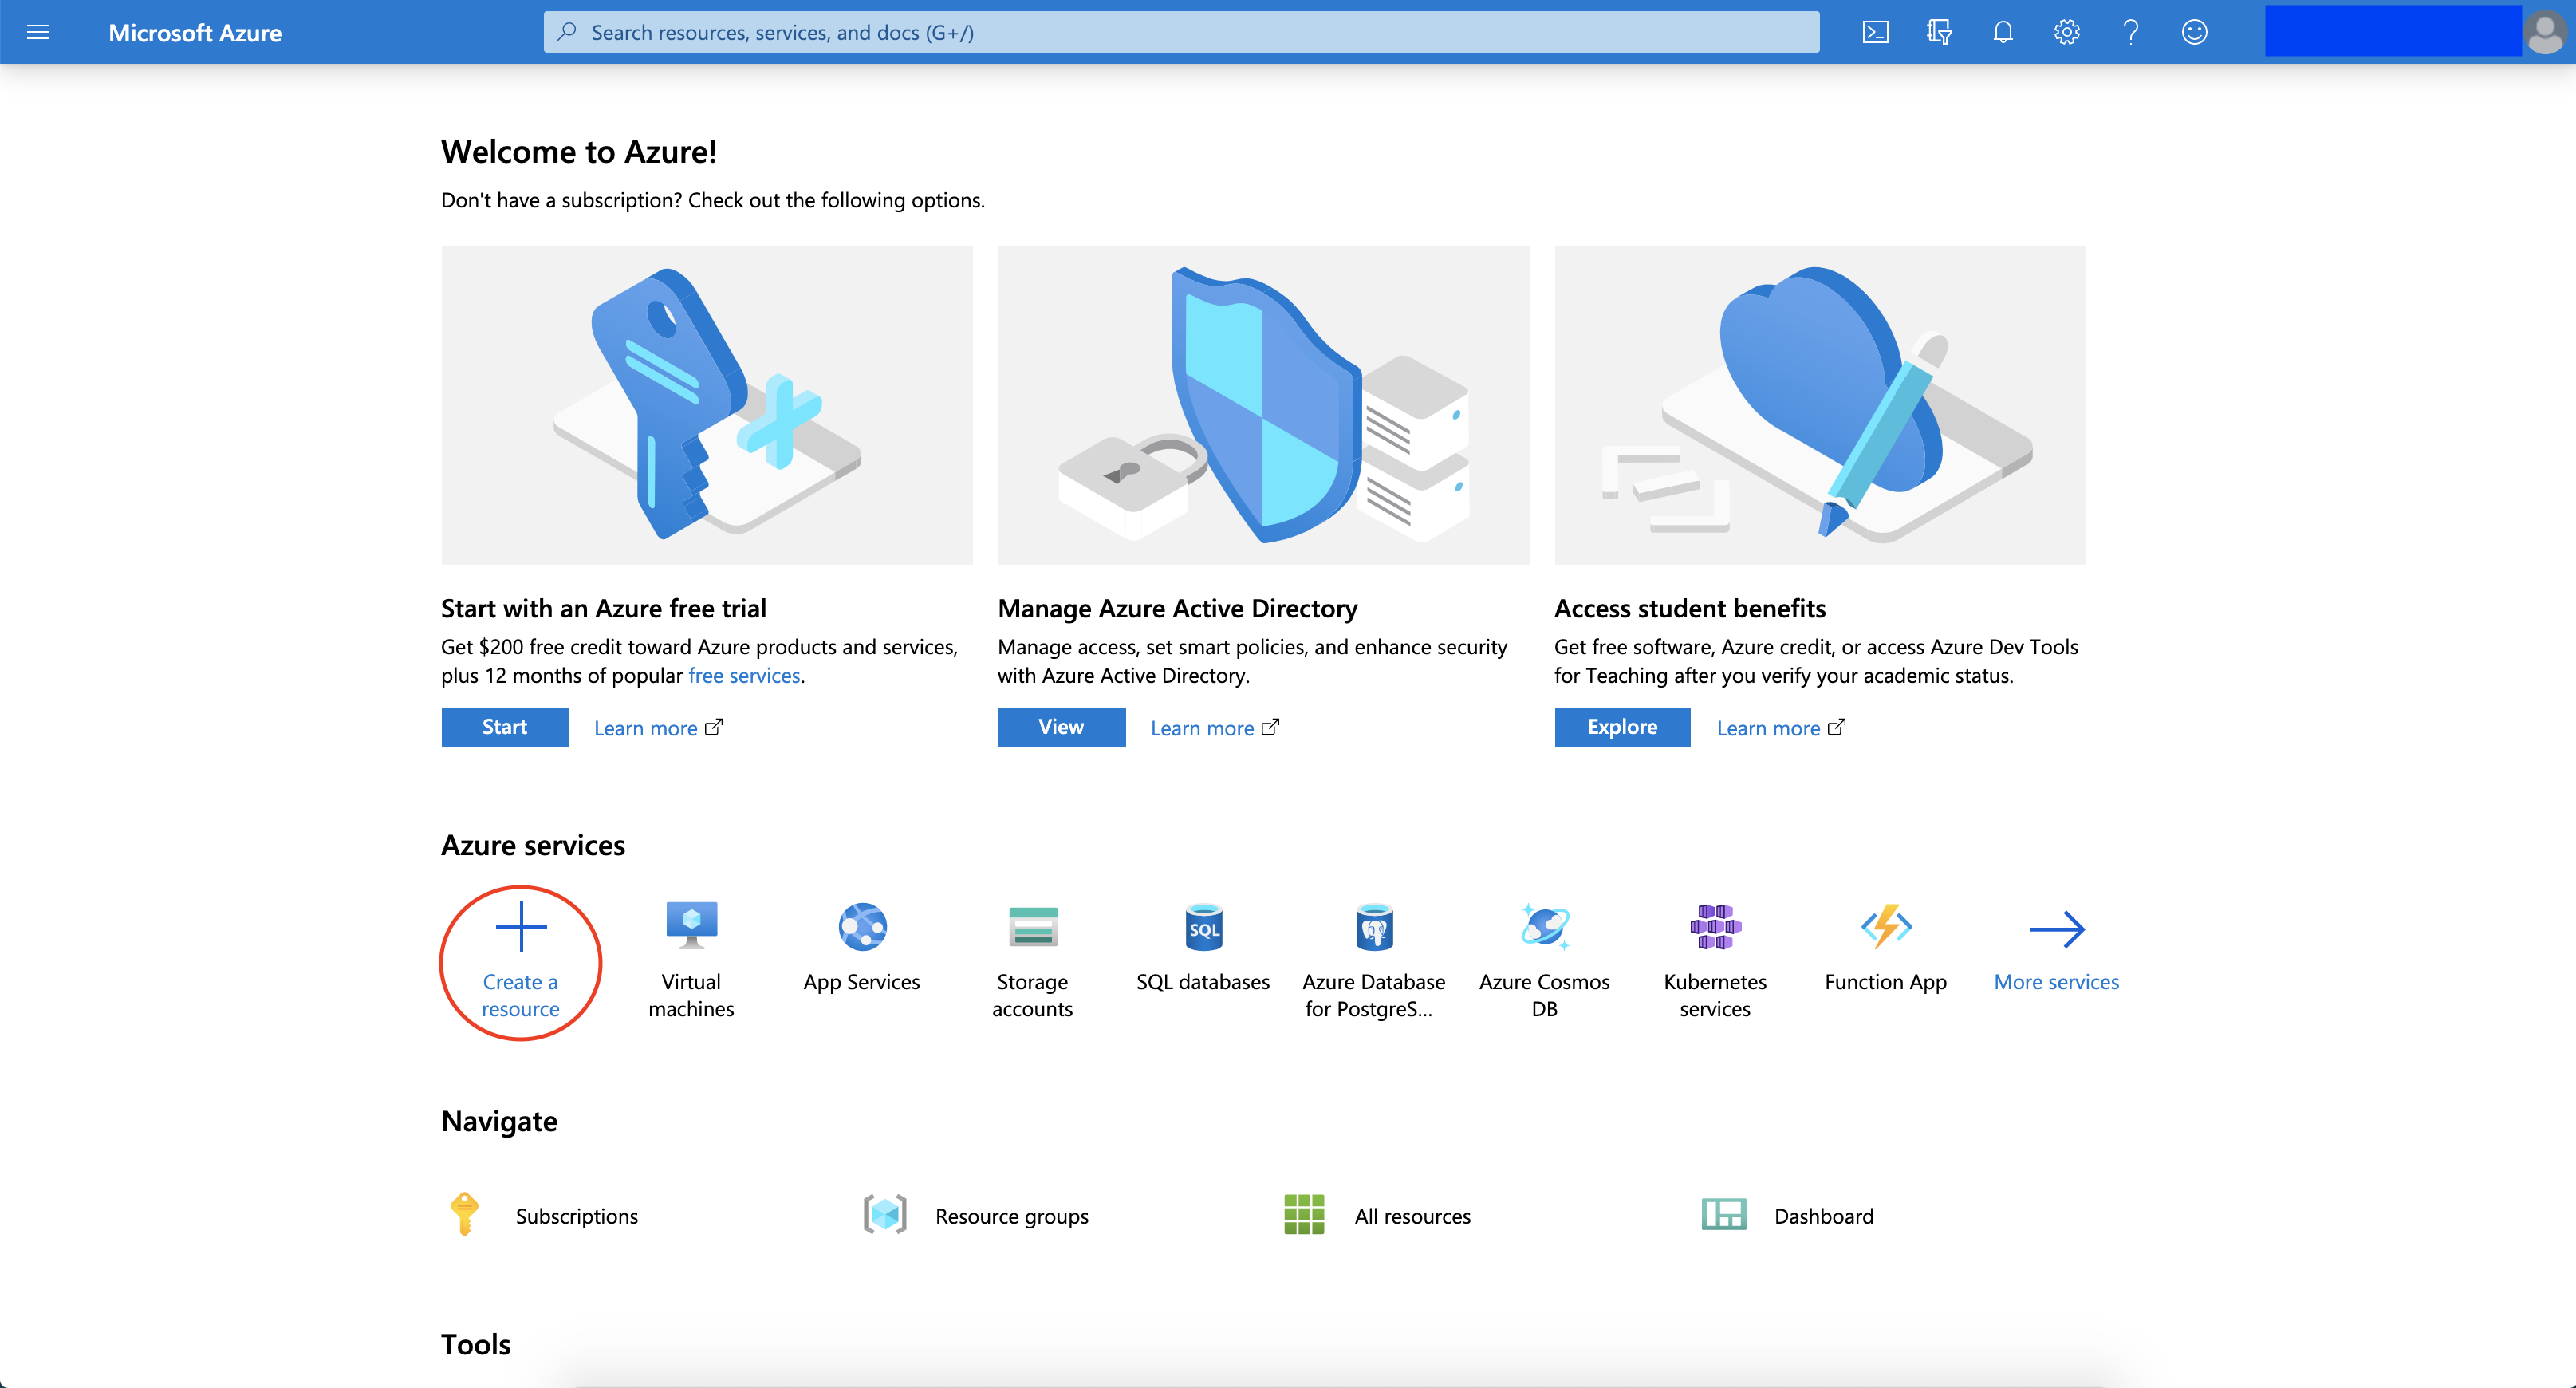 Microsoft Azure
Search resources, services, and docs (G+/)
Welcome to Azure!
Don't have a subscription? Check out the following options.
Start with an Azure free trial
Get $200 free credit toward Azure products and services,
plus 12 months of popular free services.
Start
Learn more
Manage Azure Active Directory
Manage access, set smart policies, and enhance security
with Azure Active Directory.
View
Learn more
Access student benefits
Get free software, Azure credit, or access Azure Dev Tools
for Teaching after you verify your academic status.
Explore
Learn more
Azure services
Create a
resource
Virtual
machines
App Services
Storage
accounts
SQL
SQL databases
Azure Database
for PostgreS...
Azure Cosmos
DB
Kubernetes
services
Function App
More services
Navigate
Subscriptions
Resource groups
All resources
Dashboard
Tools